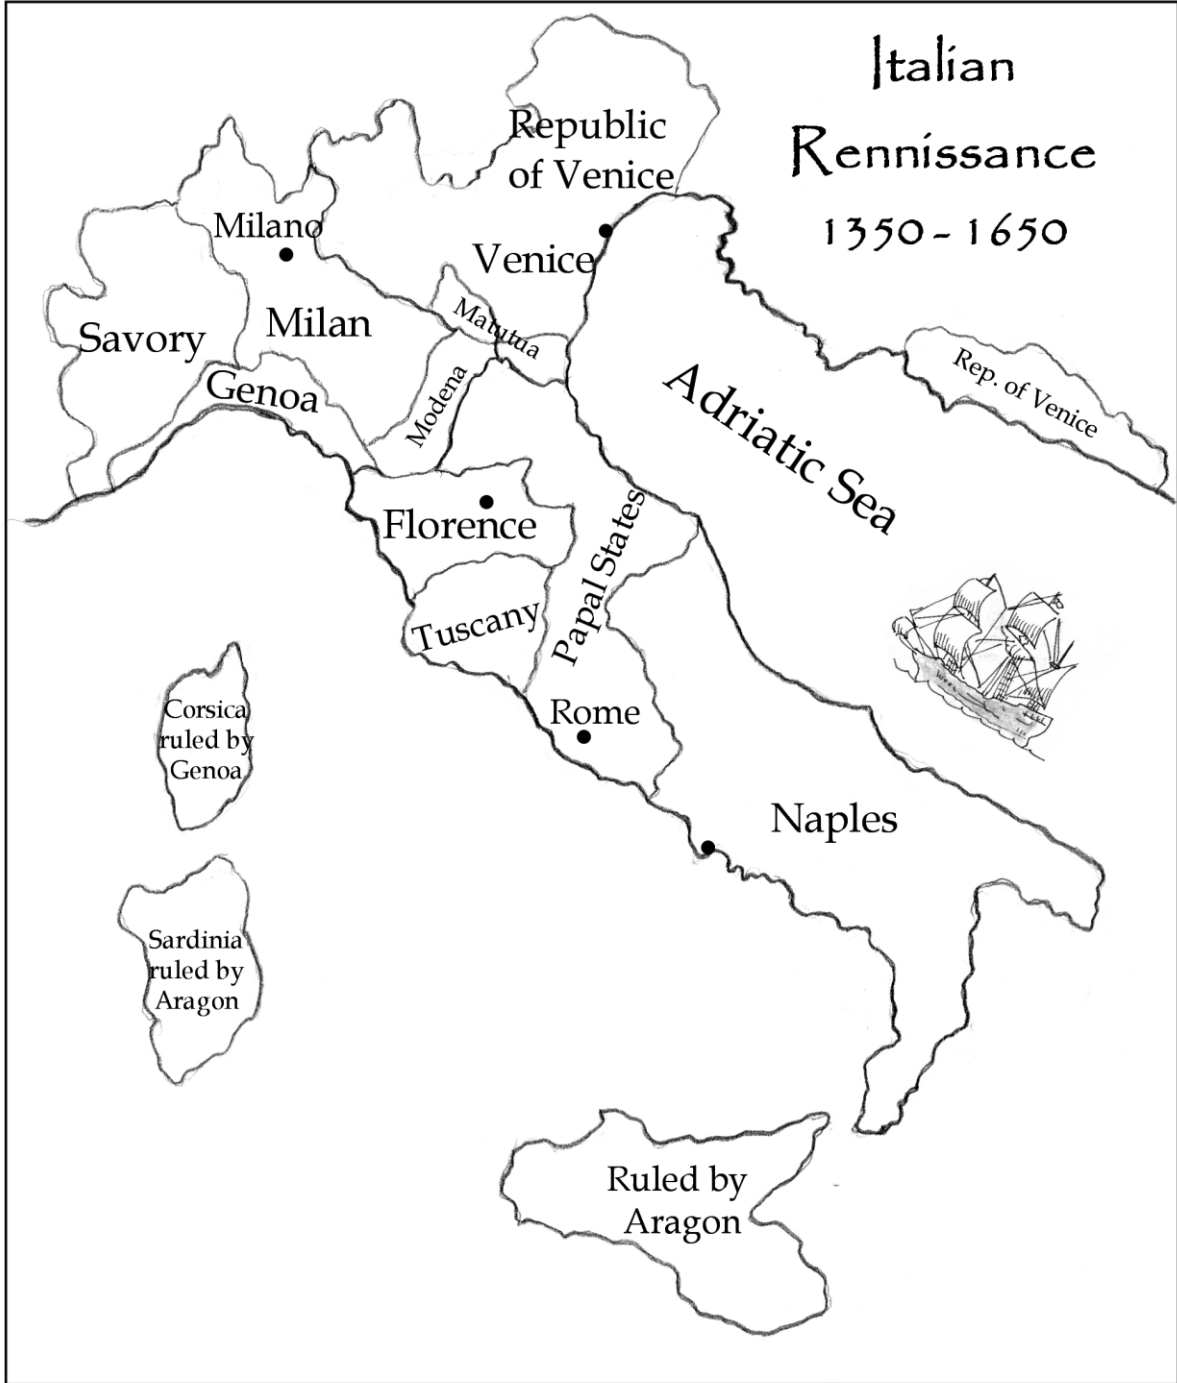 Italian
Rennissance
1350 - 1650
Republic
of Venice
Milano
Venice
Savory
Milan
Matutua
Genoa
Modena
Rep. of Venice
Adriatic Sea
Florence
Papal States
Tuscany
Rome
Corsica
ruled by
Genoa
Naples
Sardinia
ruled by
Aragon
Ruled by
Aragon